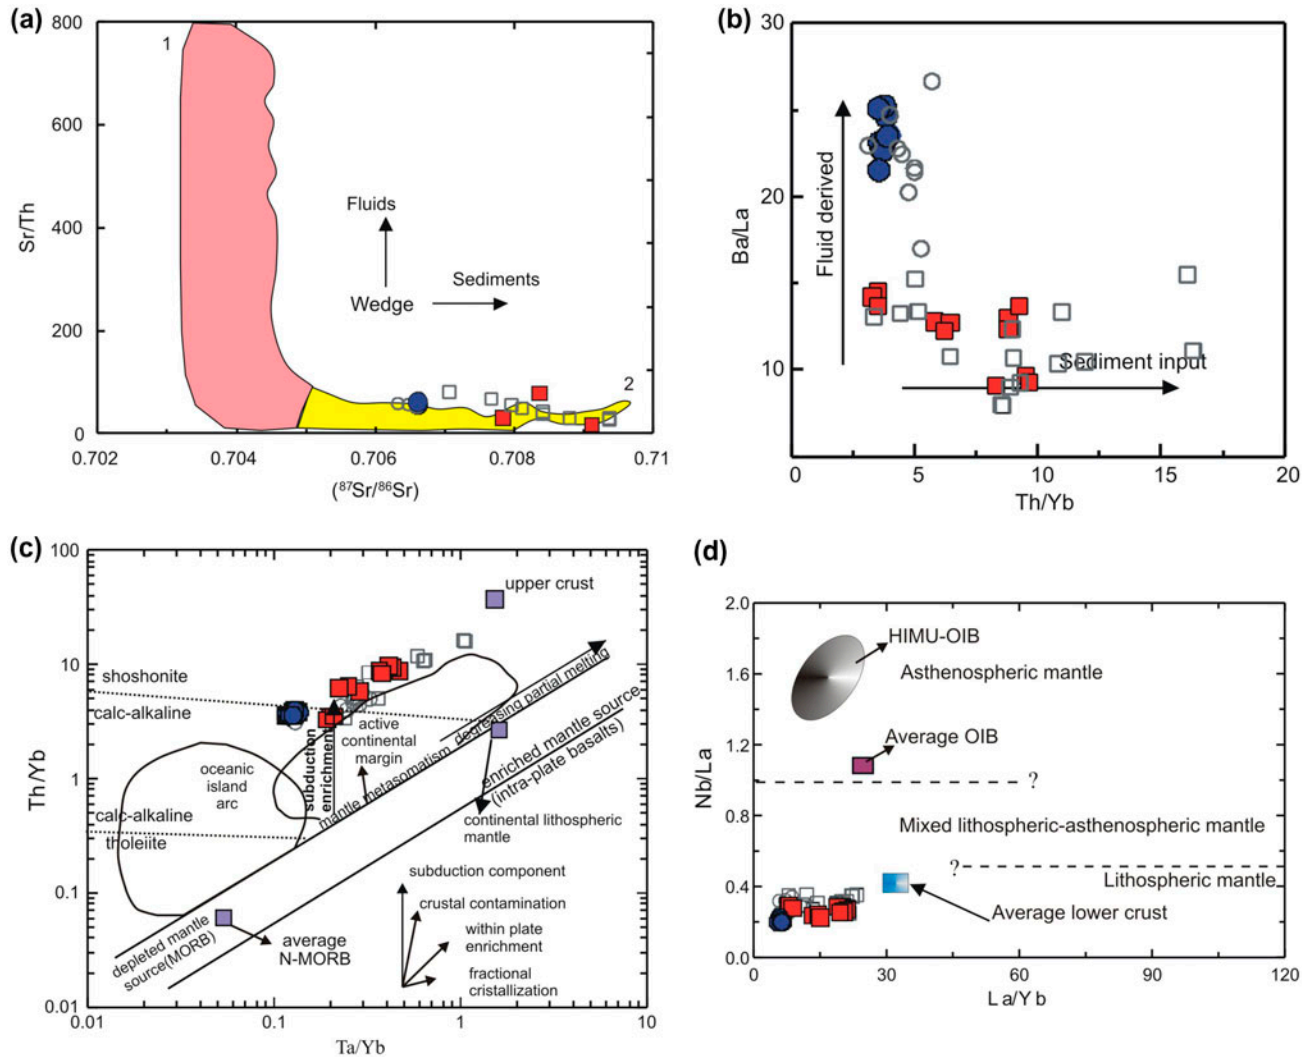 (a)
800
600
400
200
0
Sr/Th
1
2
Fluids
Sediments
Wedge
0.702
0.704
0.706
0.708
0.71
(⁸⁷Sr/⁸⁶Sr)
(b)
30
20
10
Ba/La
Fluid derived
Sediment input
0
5
10
15
20
Th/Yb
(c)
100
10
1
0.1
0.01
Th/Yb
upper crust
shoshonite
calc-alkaline
oceanic
island
arc
calc-alkaline
tholeiite
subduction
enrichment
active
continental
margin
mantle metasomatism
degresing partial melting
enriched mantle source
(intra-plate basalts)
continental lithospheric
mantle
subduction component
crustal contamination
within plate
enrichment
fractional
cristallization
depleted mantle
source(MORB)
average
N-MORB
0.01
0.1
1
10
Ta/Yb
(d)
2.0
1.6
1.2
0.8
0.4
0.0
Nb/La
HIMU-OIB
Asthenospheric mantle
Average OIB
?
Mixed lithospheric-asthenospheric mantle
?
Lithospheric mantle
Average lower crust
0
30
60
90
120
La/Yb